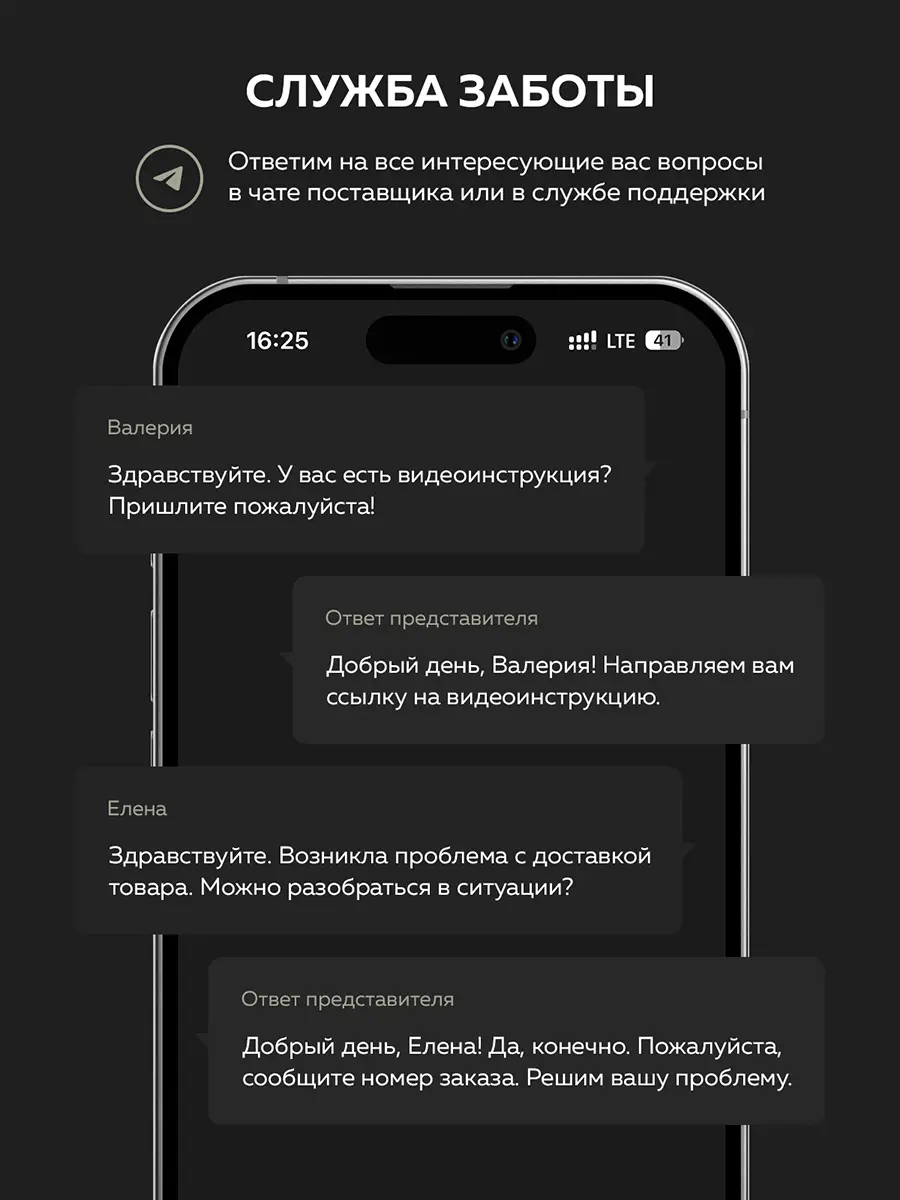 СЛУЖБА ЗАБОТЫ
Ответим на все интересующие вас вопросы
в чате поставщика или в службе поддержки
16:25
LTE
41
Валерия
Здравствуйте. У вас есть видеоинструкция?
Пришлите пожалуйста!
Ответ представителя
Добрый день, Валерия! Направляем вам
ссылку на видеоинструкцию.
Елена
Здравствуйте. Возникла проблема с доставкой
товара. Можно разобраться в ситуации?
Ответ представителя
Добрый день, Елена! Да, конечно. Пожалуйста,
сообщите номер заказа. Решим вашу проблему.